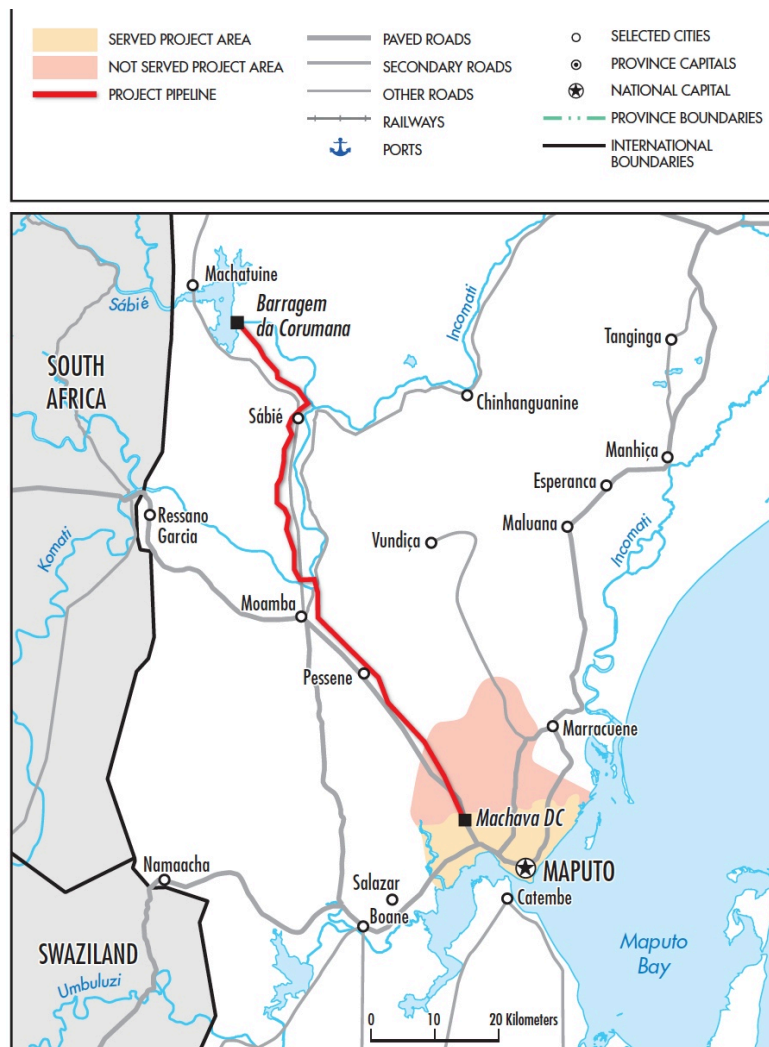 SERVED PROJECT AREA
NOT SERVED PROJECT AREA
PROJECT PIPELINE
PAVED ROADS
SECONDARY ROADS
OTHER ROADS
RAILWAYS
PORTS
SELECTED CITIES
PROVINCE CAPITALS
NATIONAL CAPITAL
PROVINCE BOUNDARIES
INTERNATIONAL
BOUNDARIES
Machatuine
Sábié
Barragem
da Corumana
Incomati
Tanginga
SOUTH
AFRICA
Chinhanguanine
Sábié
Manhiça
Esperanca
Ressano
Garcia
Maluana
Incomati
Komati
Vundiça
Moamba
Pessene
Marracuene
Machava DC
Namaacha
MAPUTO
Salazar
Catembe
Boane
SWAZILAND
Maputo
Bay
Umbuluzi
0 10 20 Kilometers